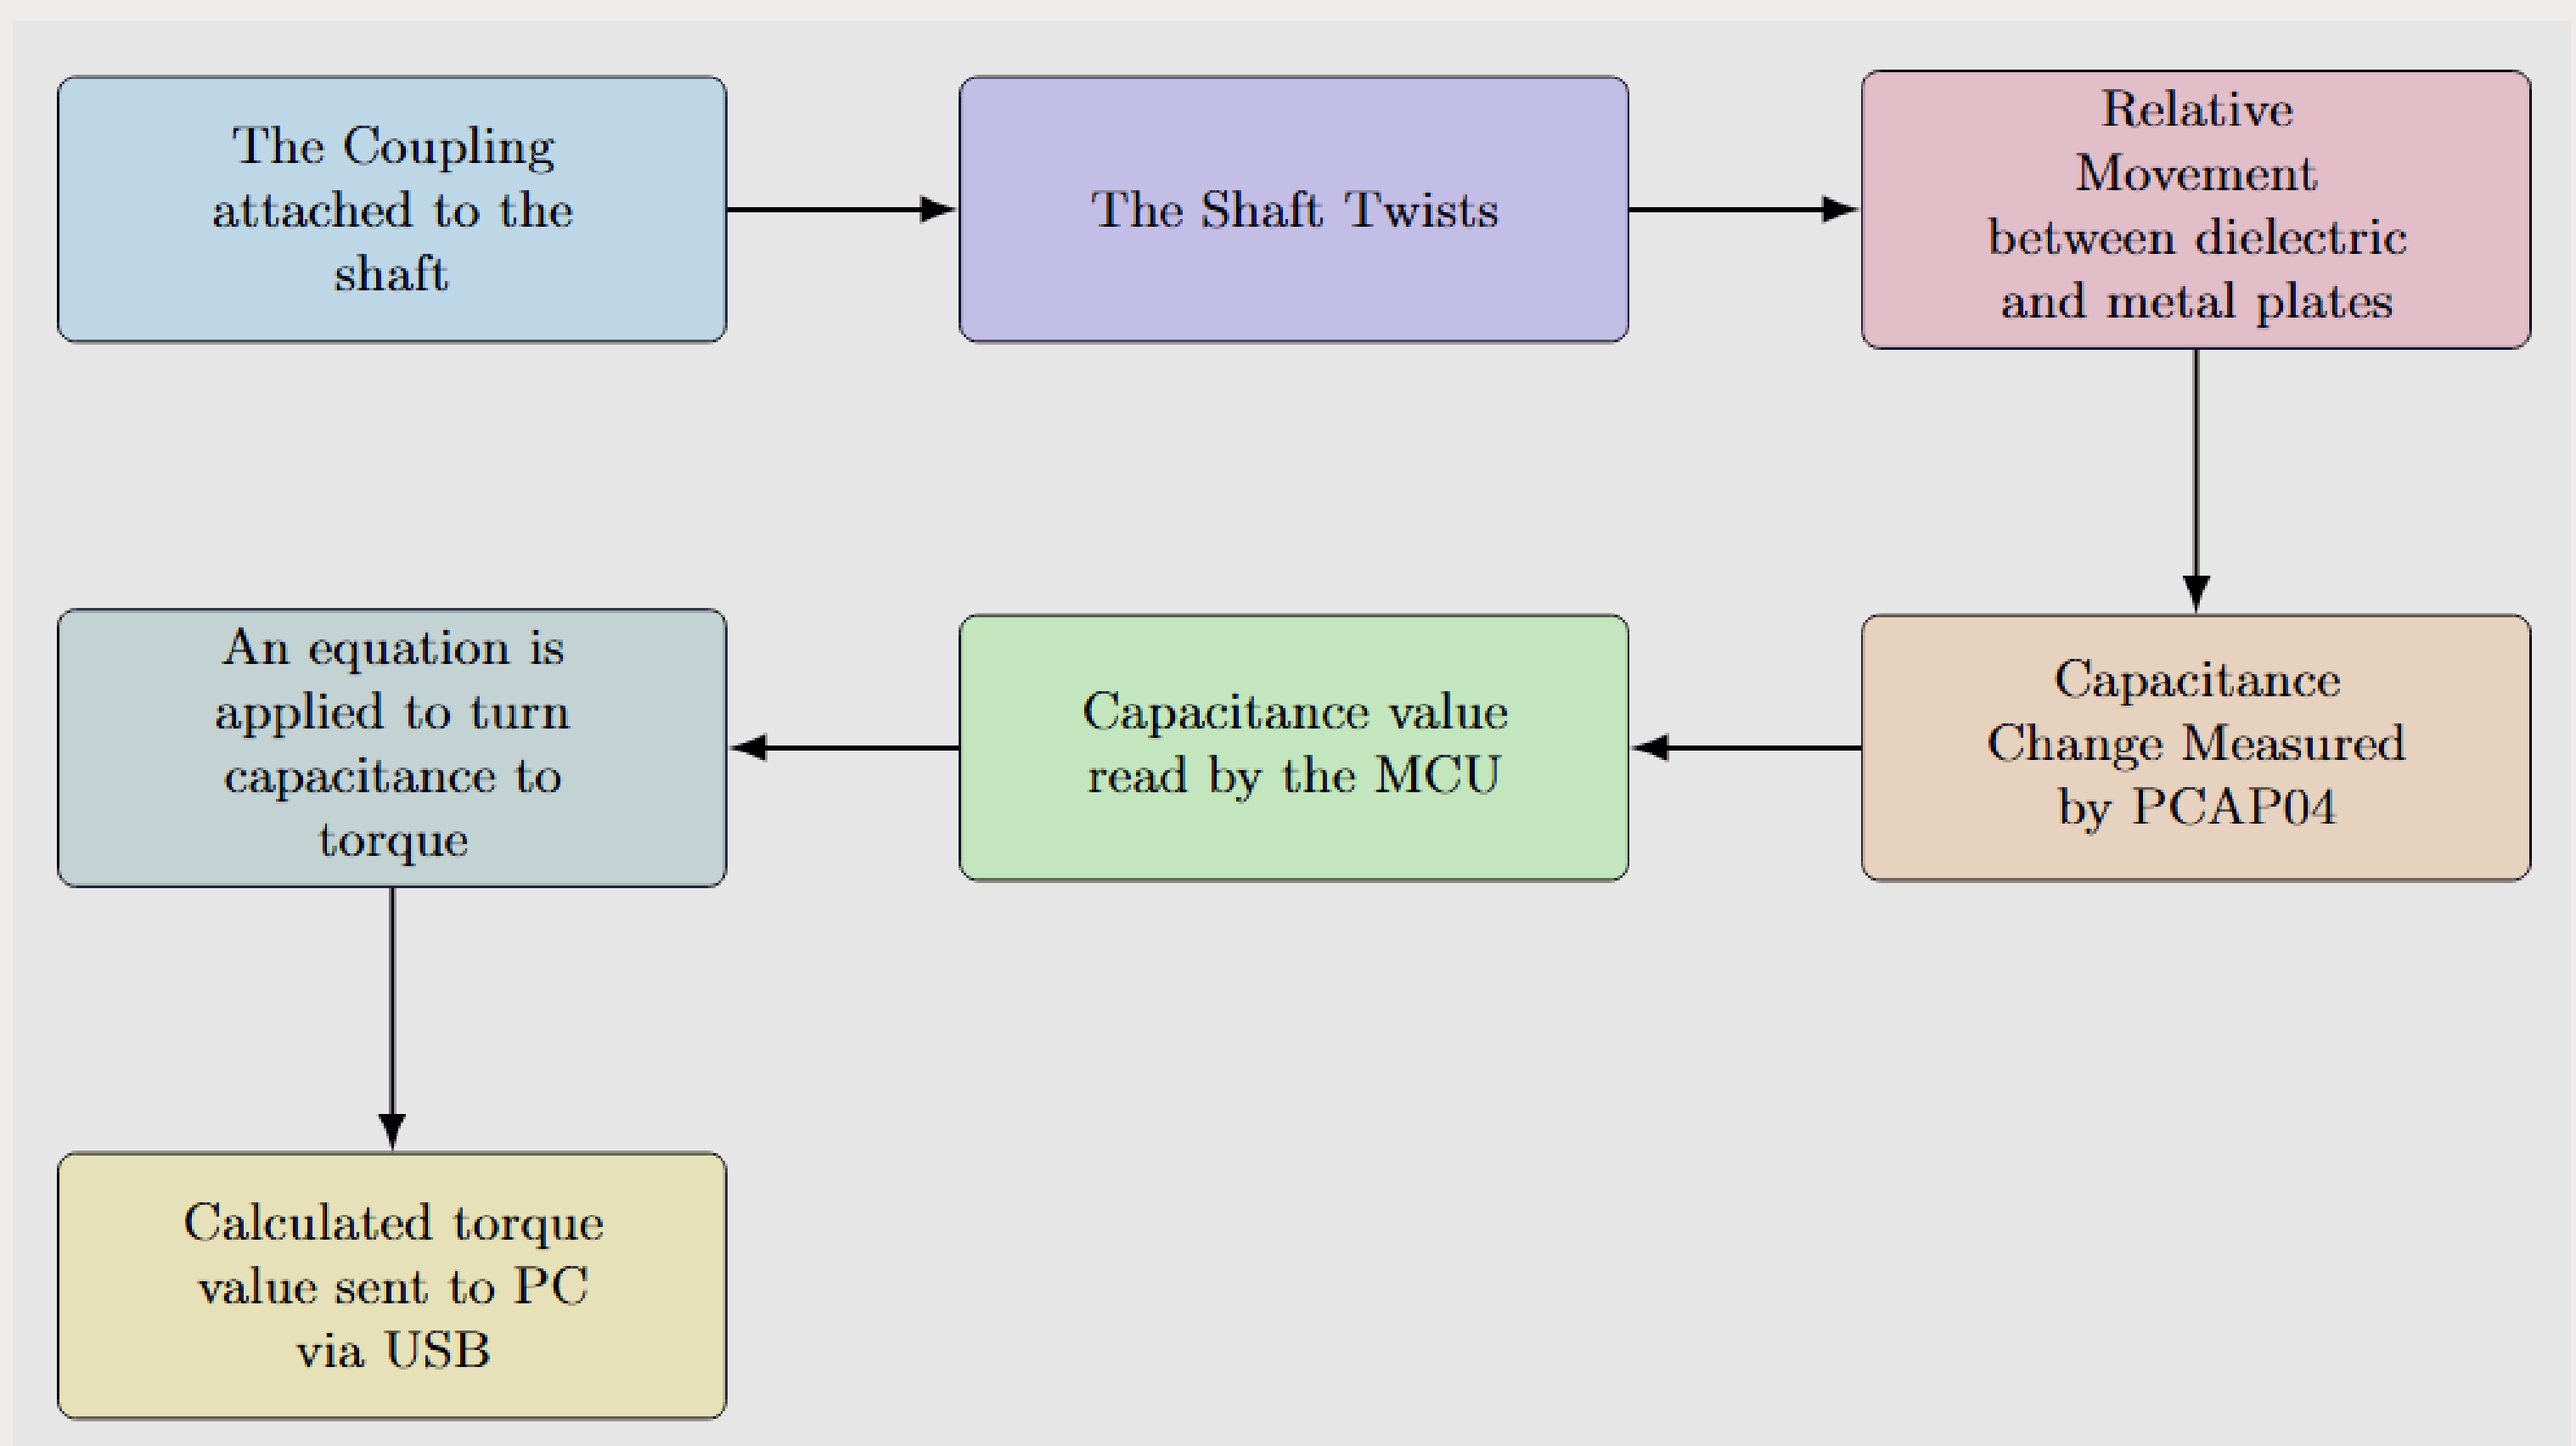 The Coupling
attached to the
shaft
The Shaft Twists
Relative
Movement
between dielectric
and metal plates
Capacitance
Change Measured
by PCAP04
Capacitance value
read by the MCU
An equation is
applied to turn
capacitance to
torque
Calculated torque
value sent to PC
via USB